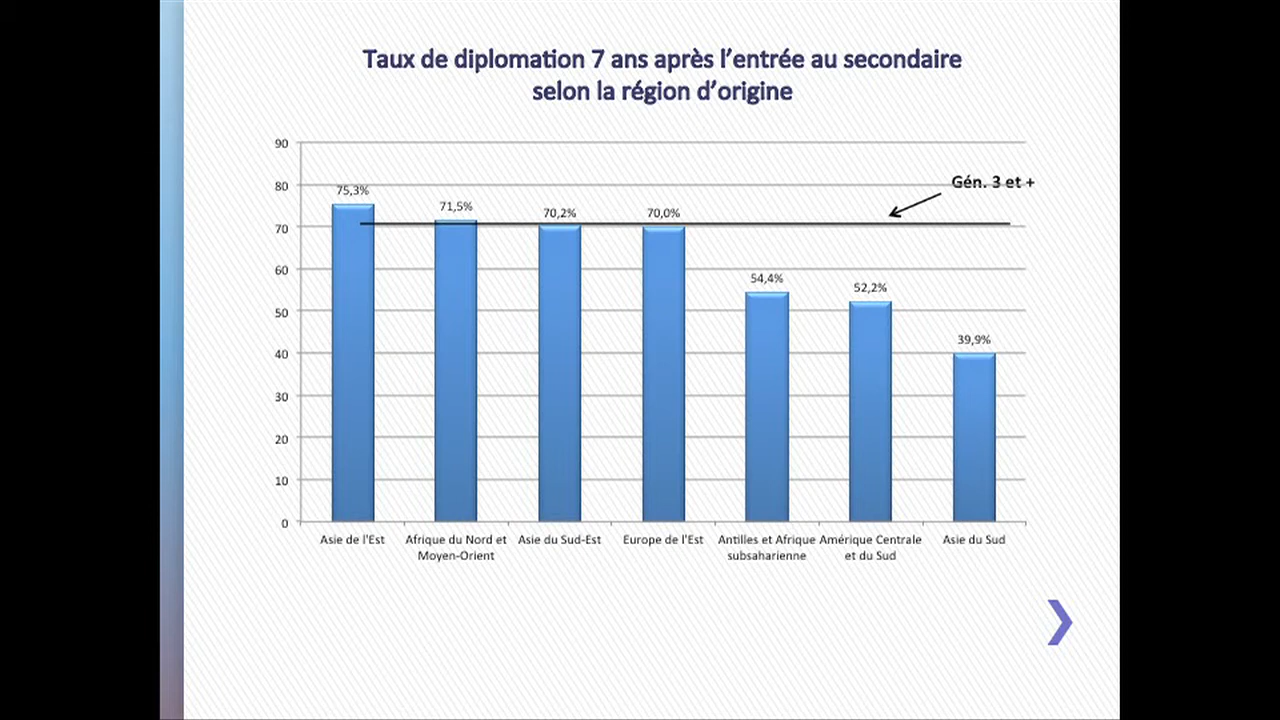 Taux de diplomation 7 ans après l’entrée au secondaire
selon la région d’origine
90
80
70
60
50
40
30
20
10
0
75,3%
71,5%
70,2%
70,0%
54,4%
52,2%
39,9%
Gén. 3 et +
Asie de l'Est
Afrique du Nord et
Moyen-Orient
Asie du Sud-Est
Europe de l'Est
Antilles et Afrique
subsaharienne
Amérique Centrale
et du Sud
Asie du Sud